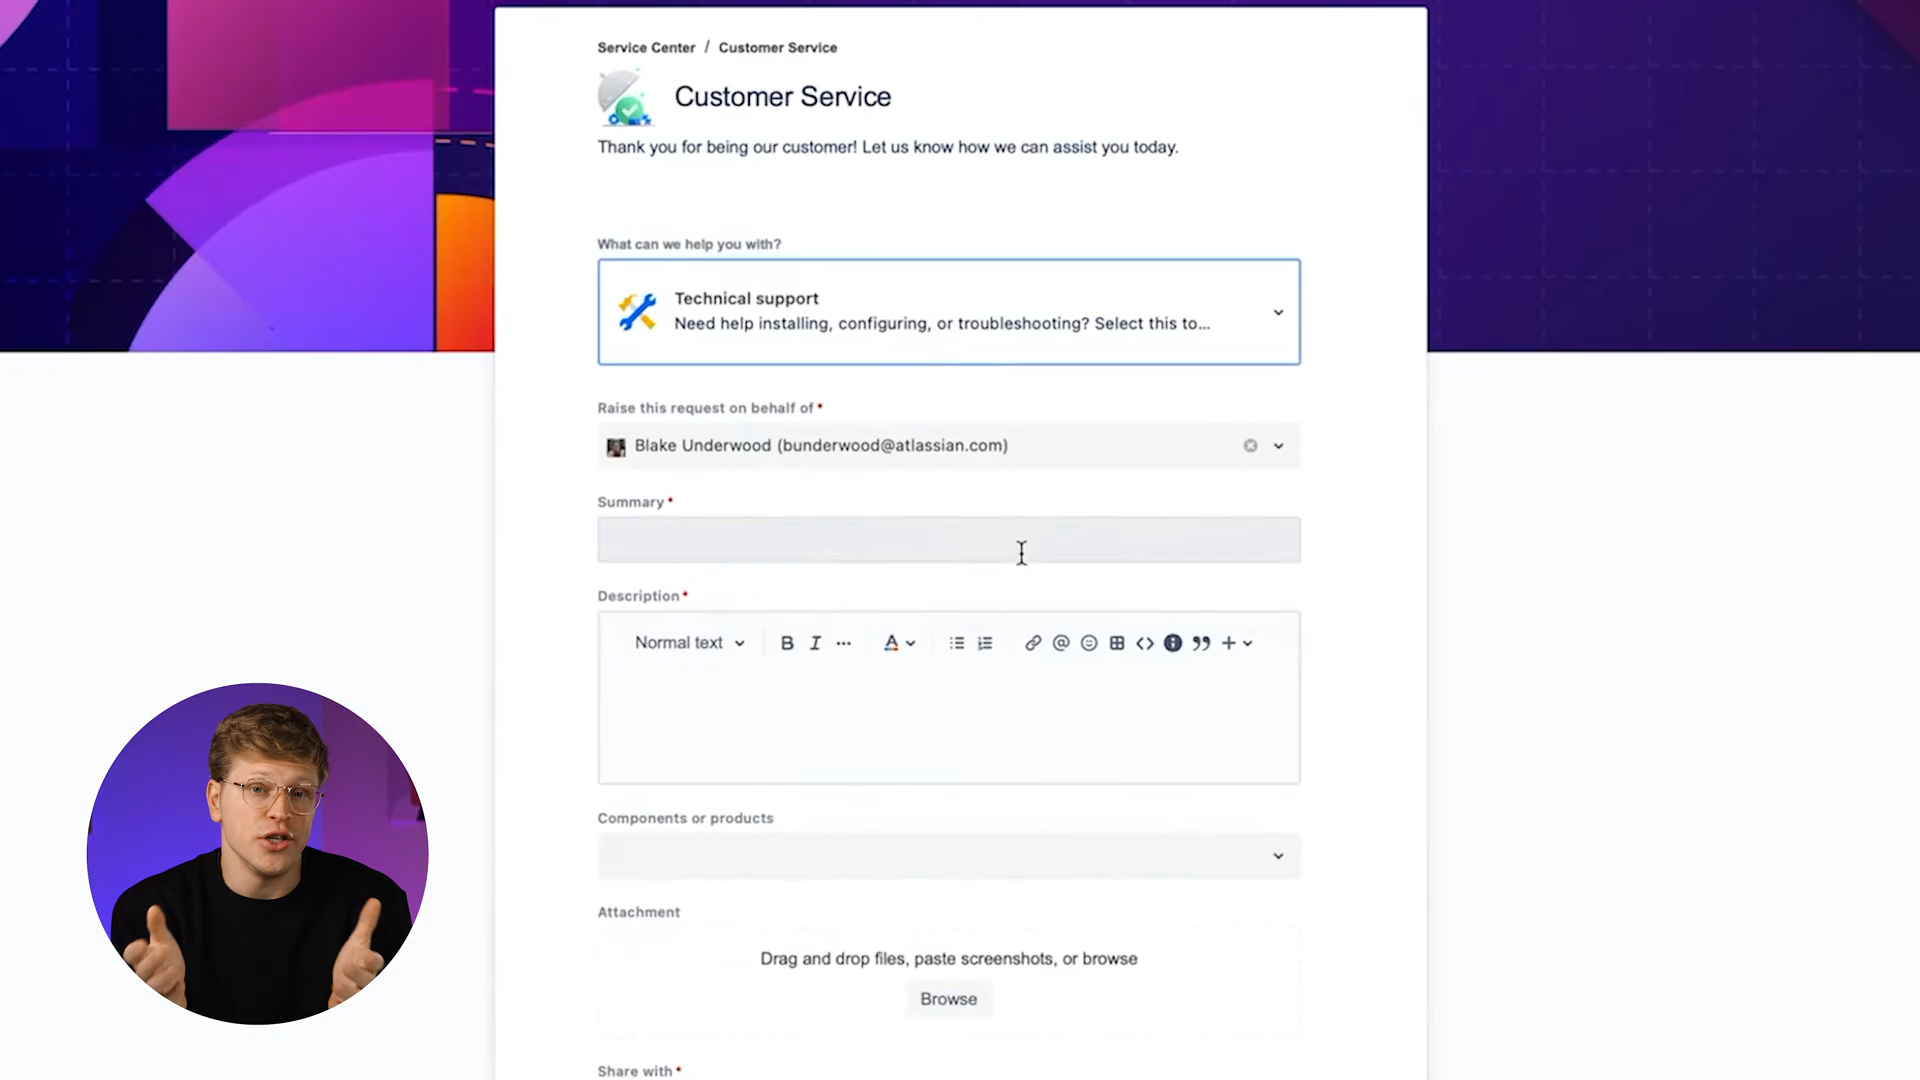 Service Center / Customer Service
Customer Service
Thank you for being our customer! Let us know how we can assist you today.
What can we help you with?
Technical support
Need help installing, configuring, or troubleshooting? Select this to...
Raise this request on behalf of *
Blake Underwood (bunderwood@atlassian.com)
Summary *
Description *
Normal text B I ... A
Components or products
Attachment
Drag and drop files, paste screenshots, or browse
Browse
Share with *